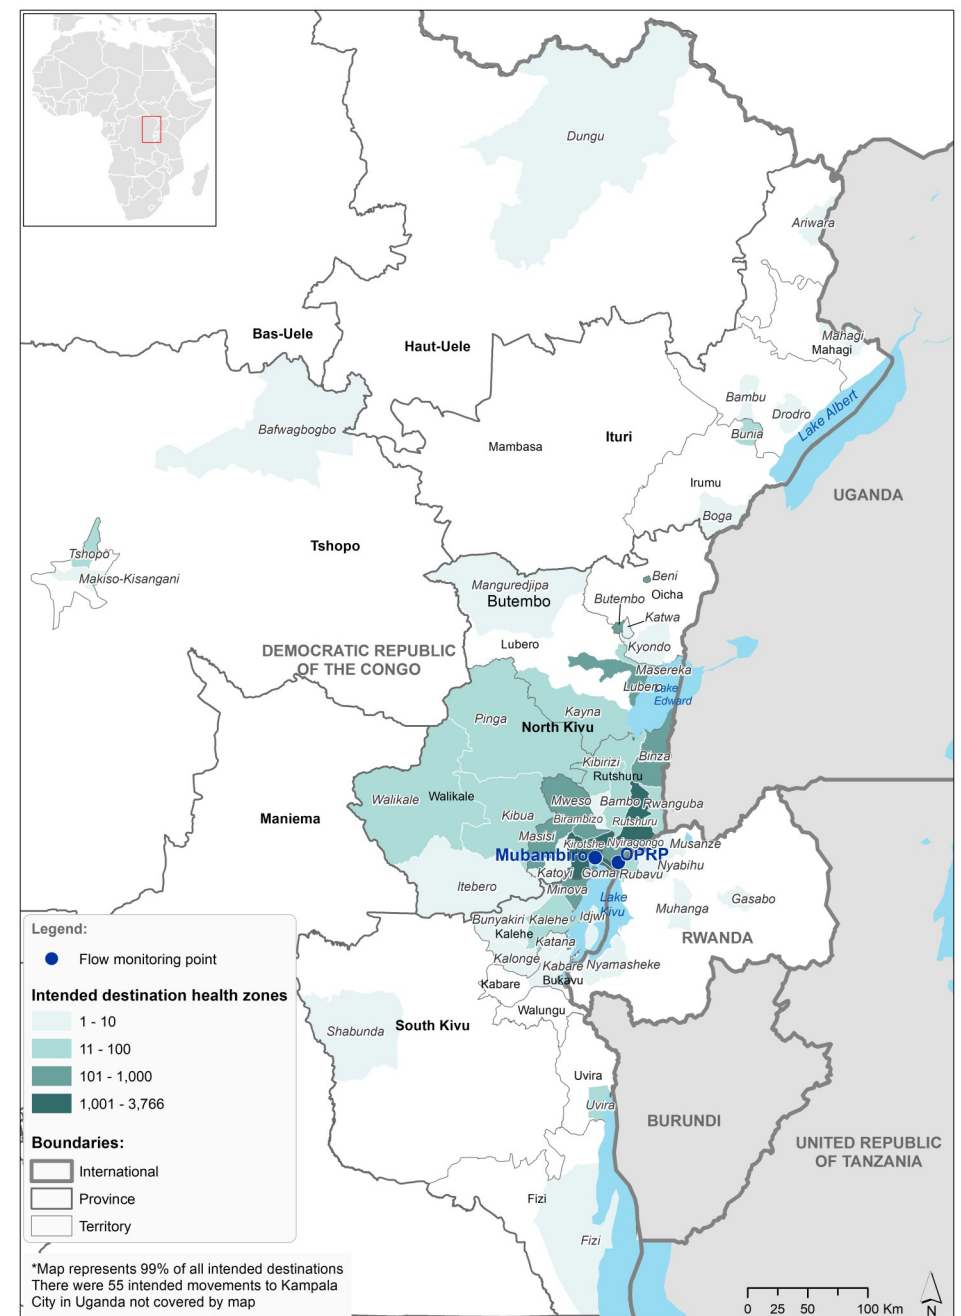 Dungu
Ariwara
Mahagi
Mahagi
Bas-Uele
Haut-Uele
Bambu
Drodro
Lake Albert
Bafwagbogbo
Bunia
Mambasa
Ituri
Irumu
UGANDA
Boga
Tshopo
Tshopo
Makiso-Kisangani
Manguredjipa
Beni
Butembo
Butembo
Oicha
Katwa
Lubero
Kyondo
DEMOCRATIC REPUBLIC
OF THE CONGO
Masereka
Lubero
Lake
Edward
Pinga
Kayna
North Kivu
Kibirizi
Binza
Rutshuru
Walikale
Walikale
Mweso
Bambo
Rwanguba
Maniema
Kibua
Birambizo
Rutshuru
Masisi
Kirotshe
Nyiragongo
Musanze
Mubambiro
OPRP
Nyabihu
Katoyi
Goma
Rubavu
Itebero
Minova
Lake
Kivu
Gasabo
Muhanga
Bunyakiri
Kalehe
Idjwi
Kalehe
Katana
RWANDA
Kalonge
Kabare
Nyamasheke
Kabare
Bukavu
Walungu
Shabunda
South Kivu
Uvira
Uvira
BURUNDI
UNITED REPUBLIC
OF TANZANIA
Fizi
Fizi
Legend:
Flow monitoring point
Intended destination health zones
1 - 10
11 - 100
101 - 1,000
1,001 - 3,766
Boundaries:
International
Province
Territory
*Map represents 99% of all intended destinations
There were 55 intended movements to Kampala
City in Uganda not covered by map
0 25 50 100 Km
N